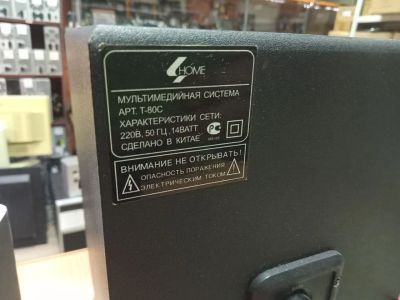 HOME
МУЛЬТИМЕДИЙНАЯ СИСТЕМА
АРТ. Т-80С
ХАРАКТЕРИСТИКИ СЕТИ:
220В, 50 ГЦ, 14ВАТТ
СДЕЛАНО В КИТАЕ
ВНИМАНИЕ НЕ ОТКРЫВАТЬ!
ОПАСНОСТЬ ПОРАЖЕНИЯ
ЭЛЕКТРИЧЕСКИМ ТОКОМ